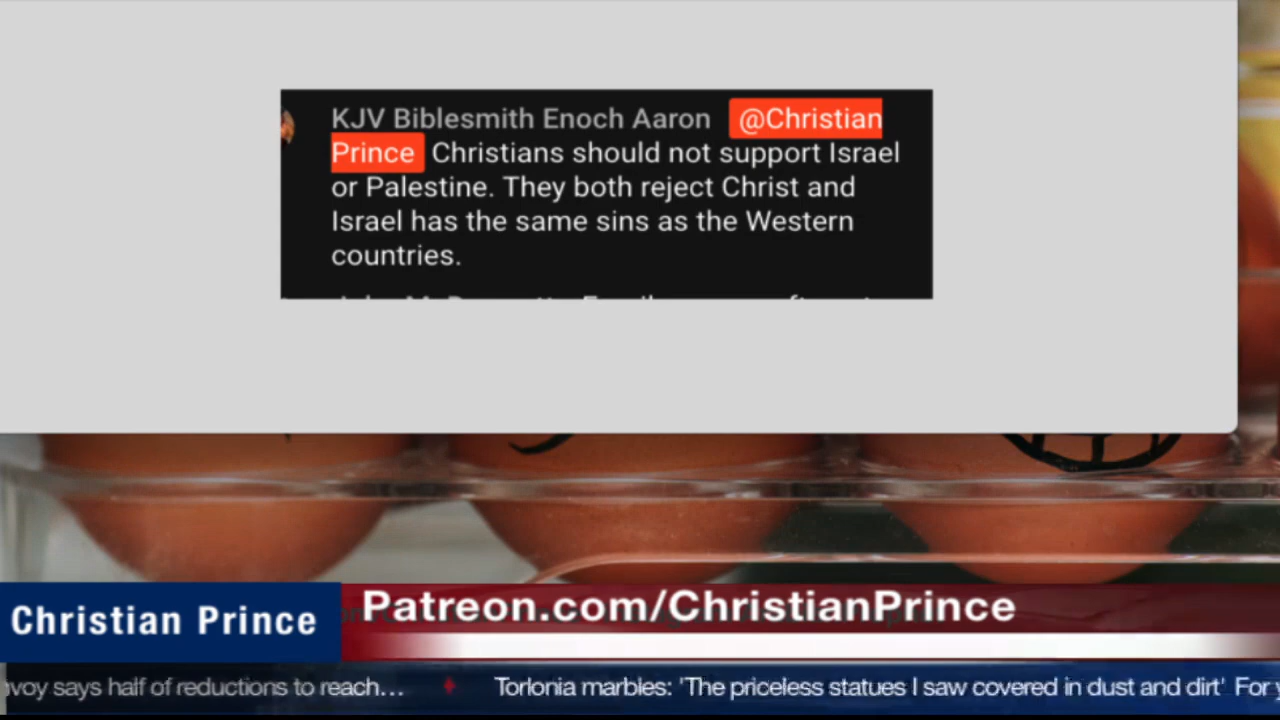 KJV Biblesmith Enoch Aaron @Christian
Prince Christians should not support Israel
or Palestine. They both reject Christ and
Israel has the same sins as the Western
countries.
Christian Prince
Patreon.com/ChristianPrince
says half of reductions to reach...
Torlonia marbles: 'The priceless statues I saw covered in dust and dirt' For